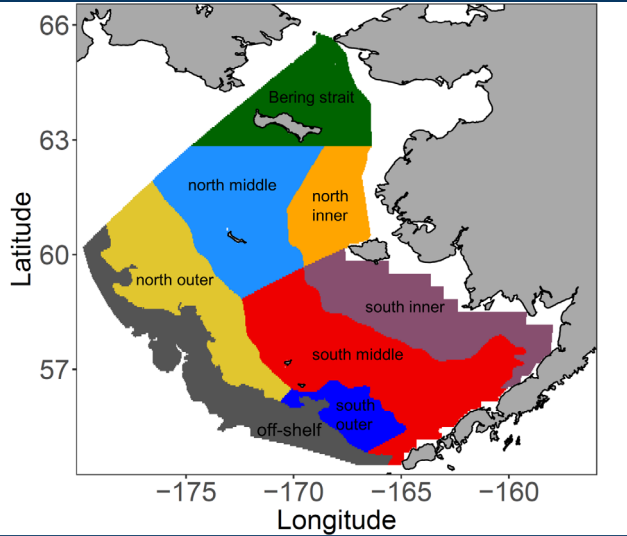 66
Bering strait
63
north middle
north
inner
Latitude
60
north outer
south inner
south middle
57
south
outer
off-shelf
−175
−170
−165
−160
Longitude